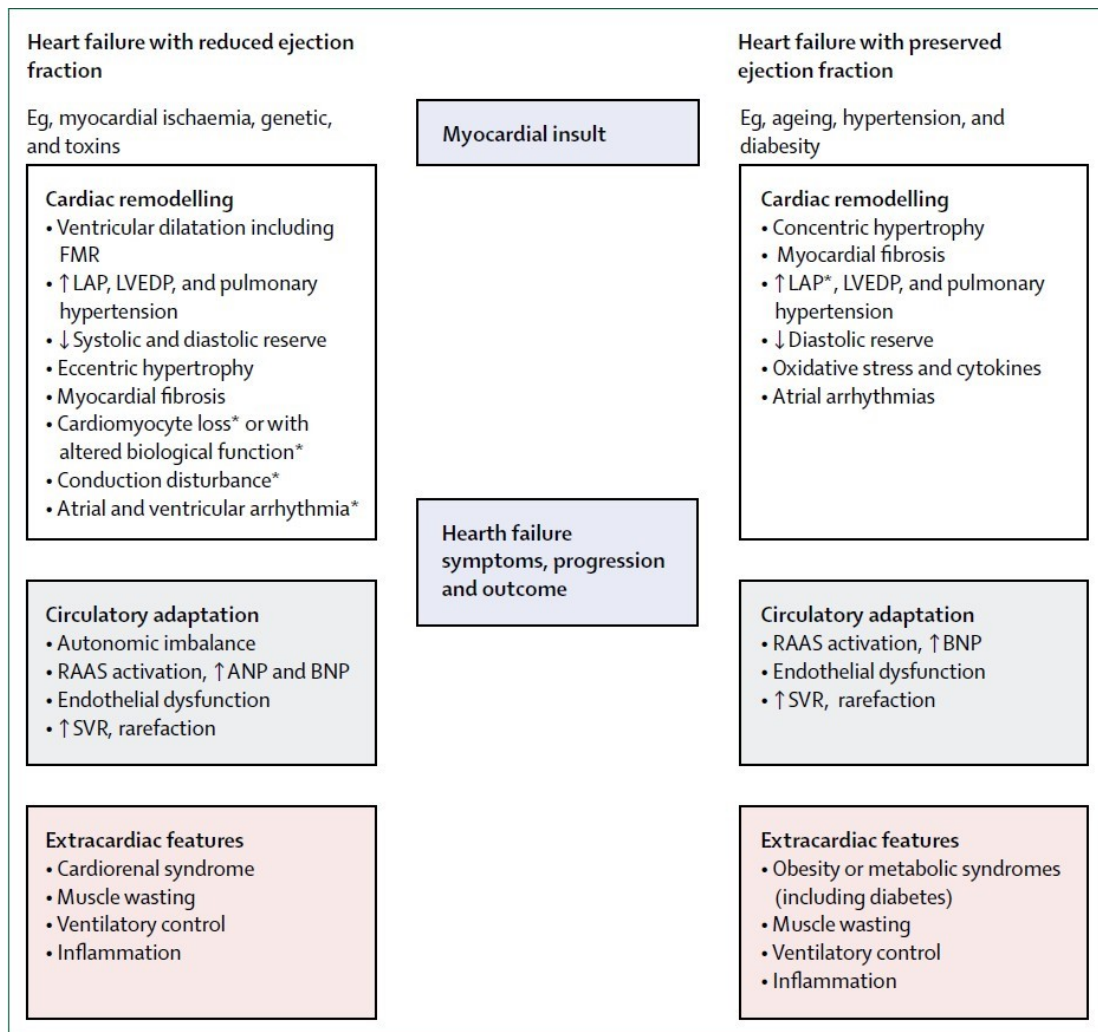 Heart failure with reduced ejection
fraction
Eg, myocardial ischaemia, genetic,
and toxins
Cardiac remodelling
• Ventricular dilatation including
FMR
• ↑LAP, LVEDP, and pulmonary
hypertension
• ↓Systolic and diastolic reserve
• Eccentric hypertrophy
• Myocardial fibrosis
• Cardiomyocyte loss* or with
altered biological function*
• Conduction disturbance*
• Atrial and ventricular arrhythmia*
Circulatory adaptation
• Autonomic imbalance
• RAAS activation, ↑ANP and BNP
• Endothelial dysfunction
• ↑SVR, rarefaction
Extracardiac features
• Cardiorenal syndrome
• Muscle wasting
• Ventilatory control
• Inflammation
Myocardial insult
Hearth failure
symptoms, progression
and outcome
Heart failure with preserved
ejection fraction
Eg, ageing, hypertension, and
diabesity
Cardiac remodelling
• Concentric hypertrophy
• Myocardial fibrosis
• ↑LAP*, LVEDP, and pulmonary
hypertension
• ↓Diastolic reserve
• Oxidative stress and cytokines
• Atrial arrhythmias
Circulatory adaptation
• RAAS activation, ↑BNP
• Endothelial dysfunction
• ↑SVR, rarefaction
Extracardiac features
• Obesity or metabolic syndromes
(including diabetes)
• Muscle wasting
• Ventilatory control
• Inflammation